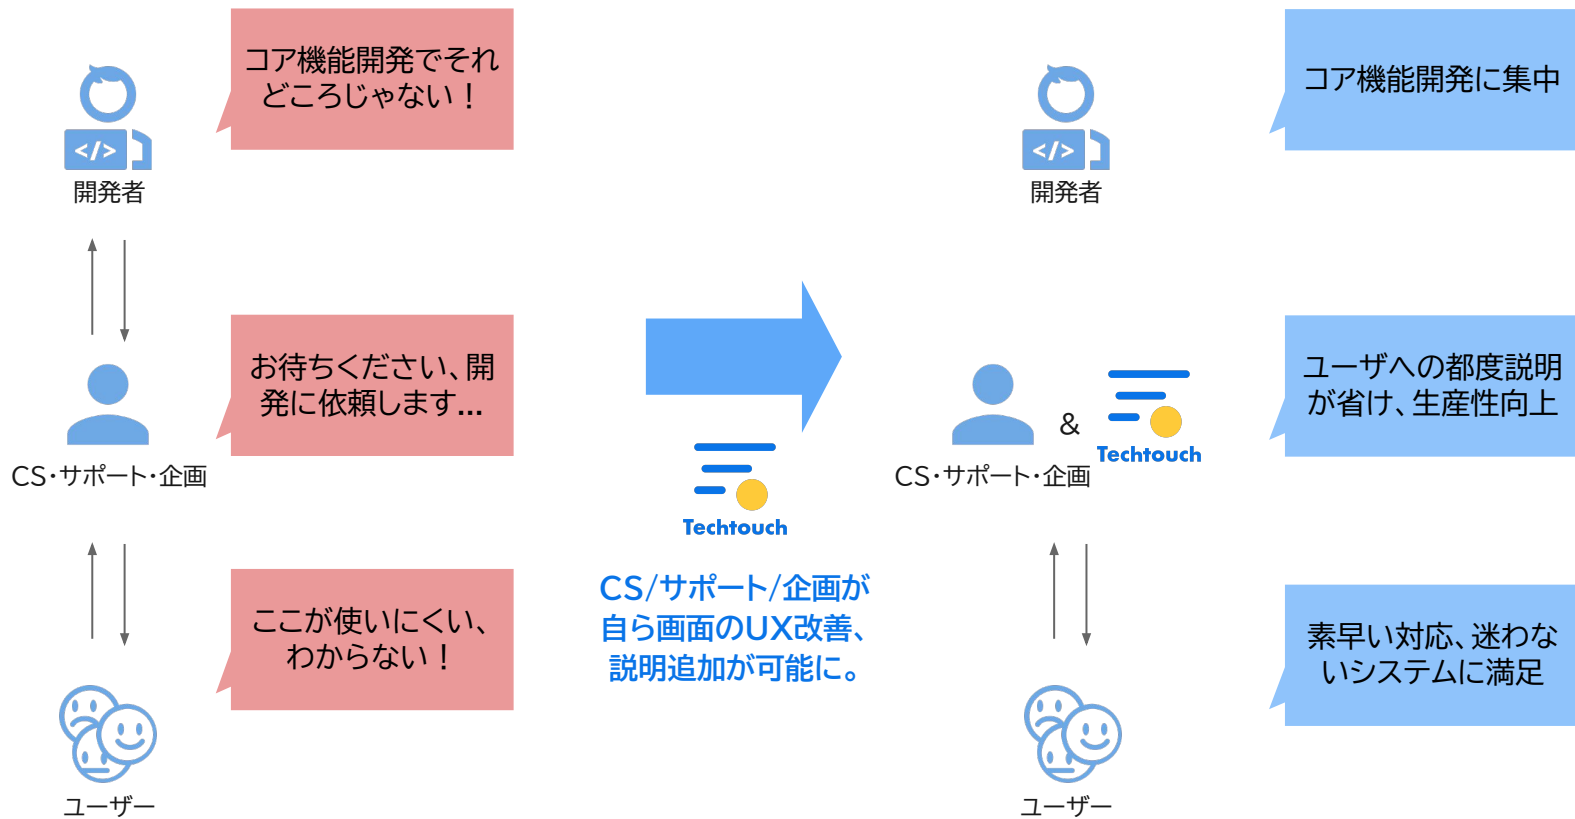 コア機能開発でそれ
どころじゃない！
</>
開発者
お待ちください、開
発に依頼します...
CS・サポート・企画
ここが使いにくい、
わからない！
ユーザー
Techtouch
CS/サポート/企画が
自ら画面のUX改善、
説明追加が可能に。
コア機能開発に集中
</>
開発者
ユーザへの都度説明
が省け、生産性向上
&
Techtouch
CS・サポート・企画
素早い対応、迷わな
いシステムに満足
ユーザー